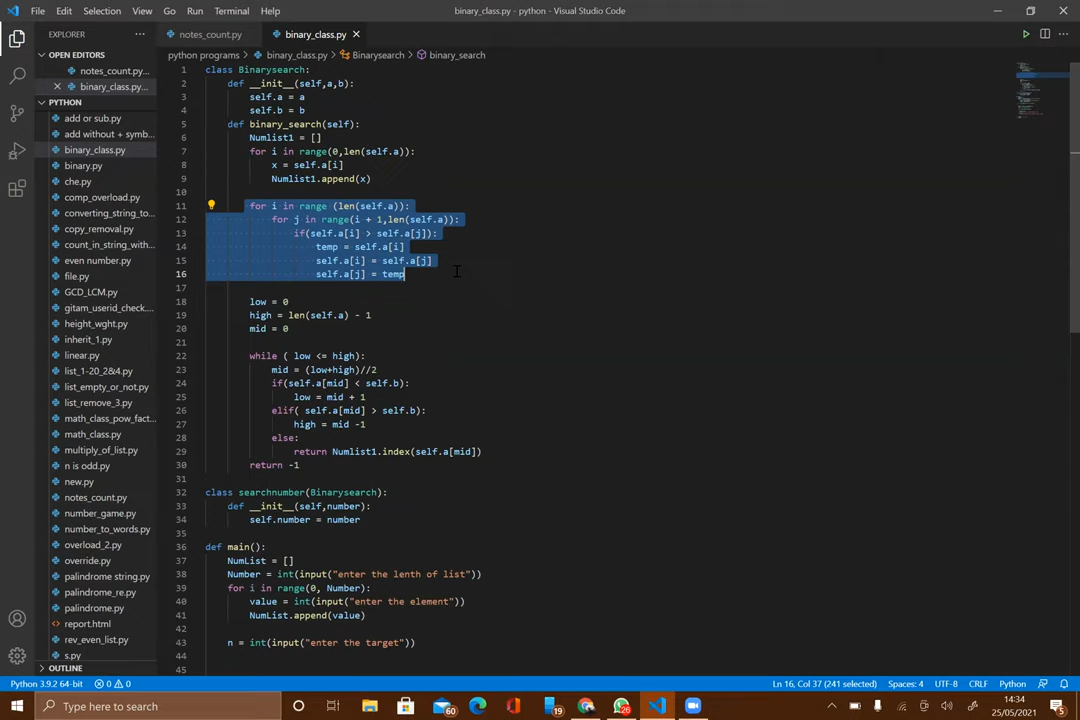 File Edit Selection View Go Run Terminal Help
binary_class.py - python - Visual Studio Code
EXPLORER
notes_count.py
binary_class.py
python programs > binary_class.py > Binarysearch > binary_search
OPEN EDITORS
notes_count.py...
binary_class.py...
PYTHON
add or sub.py
add without + symb...
binary_class.py
binary.py
che.py
comp_overload.py
converting_string_to...
copy_removal.py
count_in_string_with...
even number.py
file.py
GCD_LCM.py
gitam_userid_check....
height_wght.py
inherit_1.py
linear.py
list_1-20_28&4.py
list_empty_or_not.py
list_remove_3.py
math_class_pow_fact...
math_class.py
multiply_of_list.py
n is odd.py
new.py
notes_count.py
number_game.py
number_to_words.py
overload_2.py
override.py
palindrome string.py
palindrome_re.py
palindrome.py
report.html
rev_even_list.py
s.py
OUTLINE
1 class Binarysearch:
2 def __init__(self,a,b):
3 self.a = a
4 self.b = b
5 def binary_search(self):
6 Numlist1 = []
7 for i in range(0,len(self.a)):
8 x = self.a[i]
9 Numlist1.append(x)
10
11 for i in range (len(self.a)):
12 for j in range(i + 1,len(self.a)):
13 if(self.a[i] > self.a[j]):
14 temp = self.a[i]
15 self.a[i] = self.a[j]
16 self.a[j] = temp
17
18 low = 0
19 high = len(self.a) - 1
20 mid = 0
21
22 while ( low <= high):
23 mid = (low+high)//2
24 if(self.a[mid] < self.b):
25 low = mid + 1
26 elif( self.a[mid] > self.b):
27 high = mid -1
28 else:
29 return Numlist1.index(self.a[mid])
30 return -1
31
32 class searchnumber(Binarysearch):
33 def __init__(self,number):
34 self.number = number
35
36 def main():
37 NumList = []
38 Number = int(input("enter the lenth of list"))
39 for i in range(0, Number):
40 value = int(input("enter the element"))
41 NumList.append(value)
42
43 n = int(input("enter the target"))
44
45
Python 3.9.2 64-bit 0 0
Ln 16, Col 37 (241 selected) Spaces: 4 UTF-8 CRLF Python
Type here to search
60
19
26
ENG
14:34
25/05/2021
5